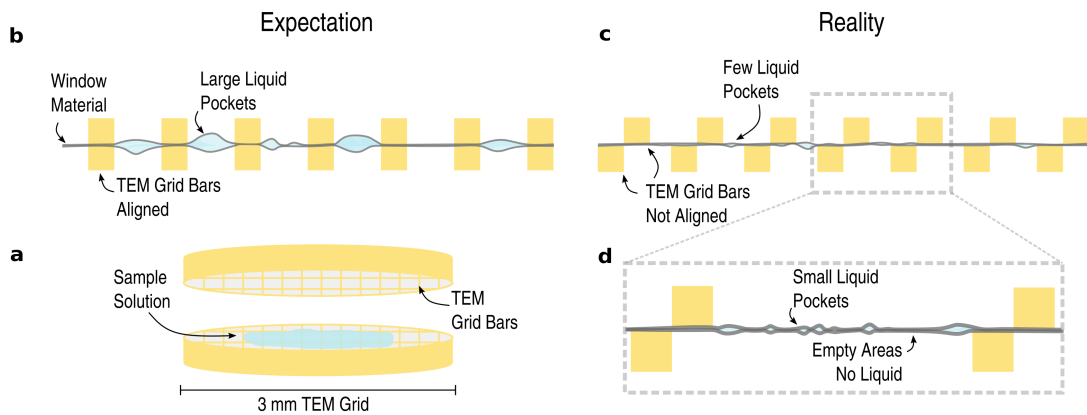 Expectation
b
Window
Material
Large Liquid
Pockets
TEM Grid Bars
Aligned
a
Sample
Solution
TEM
Grid Bars
3 mm TEM Grid
Reality
c
Few Liquid
Pockets
TEM Grid Bars
Not Aligned
d
Small Liquid
Pockets
Empty Areas
No Liquid